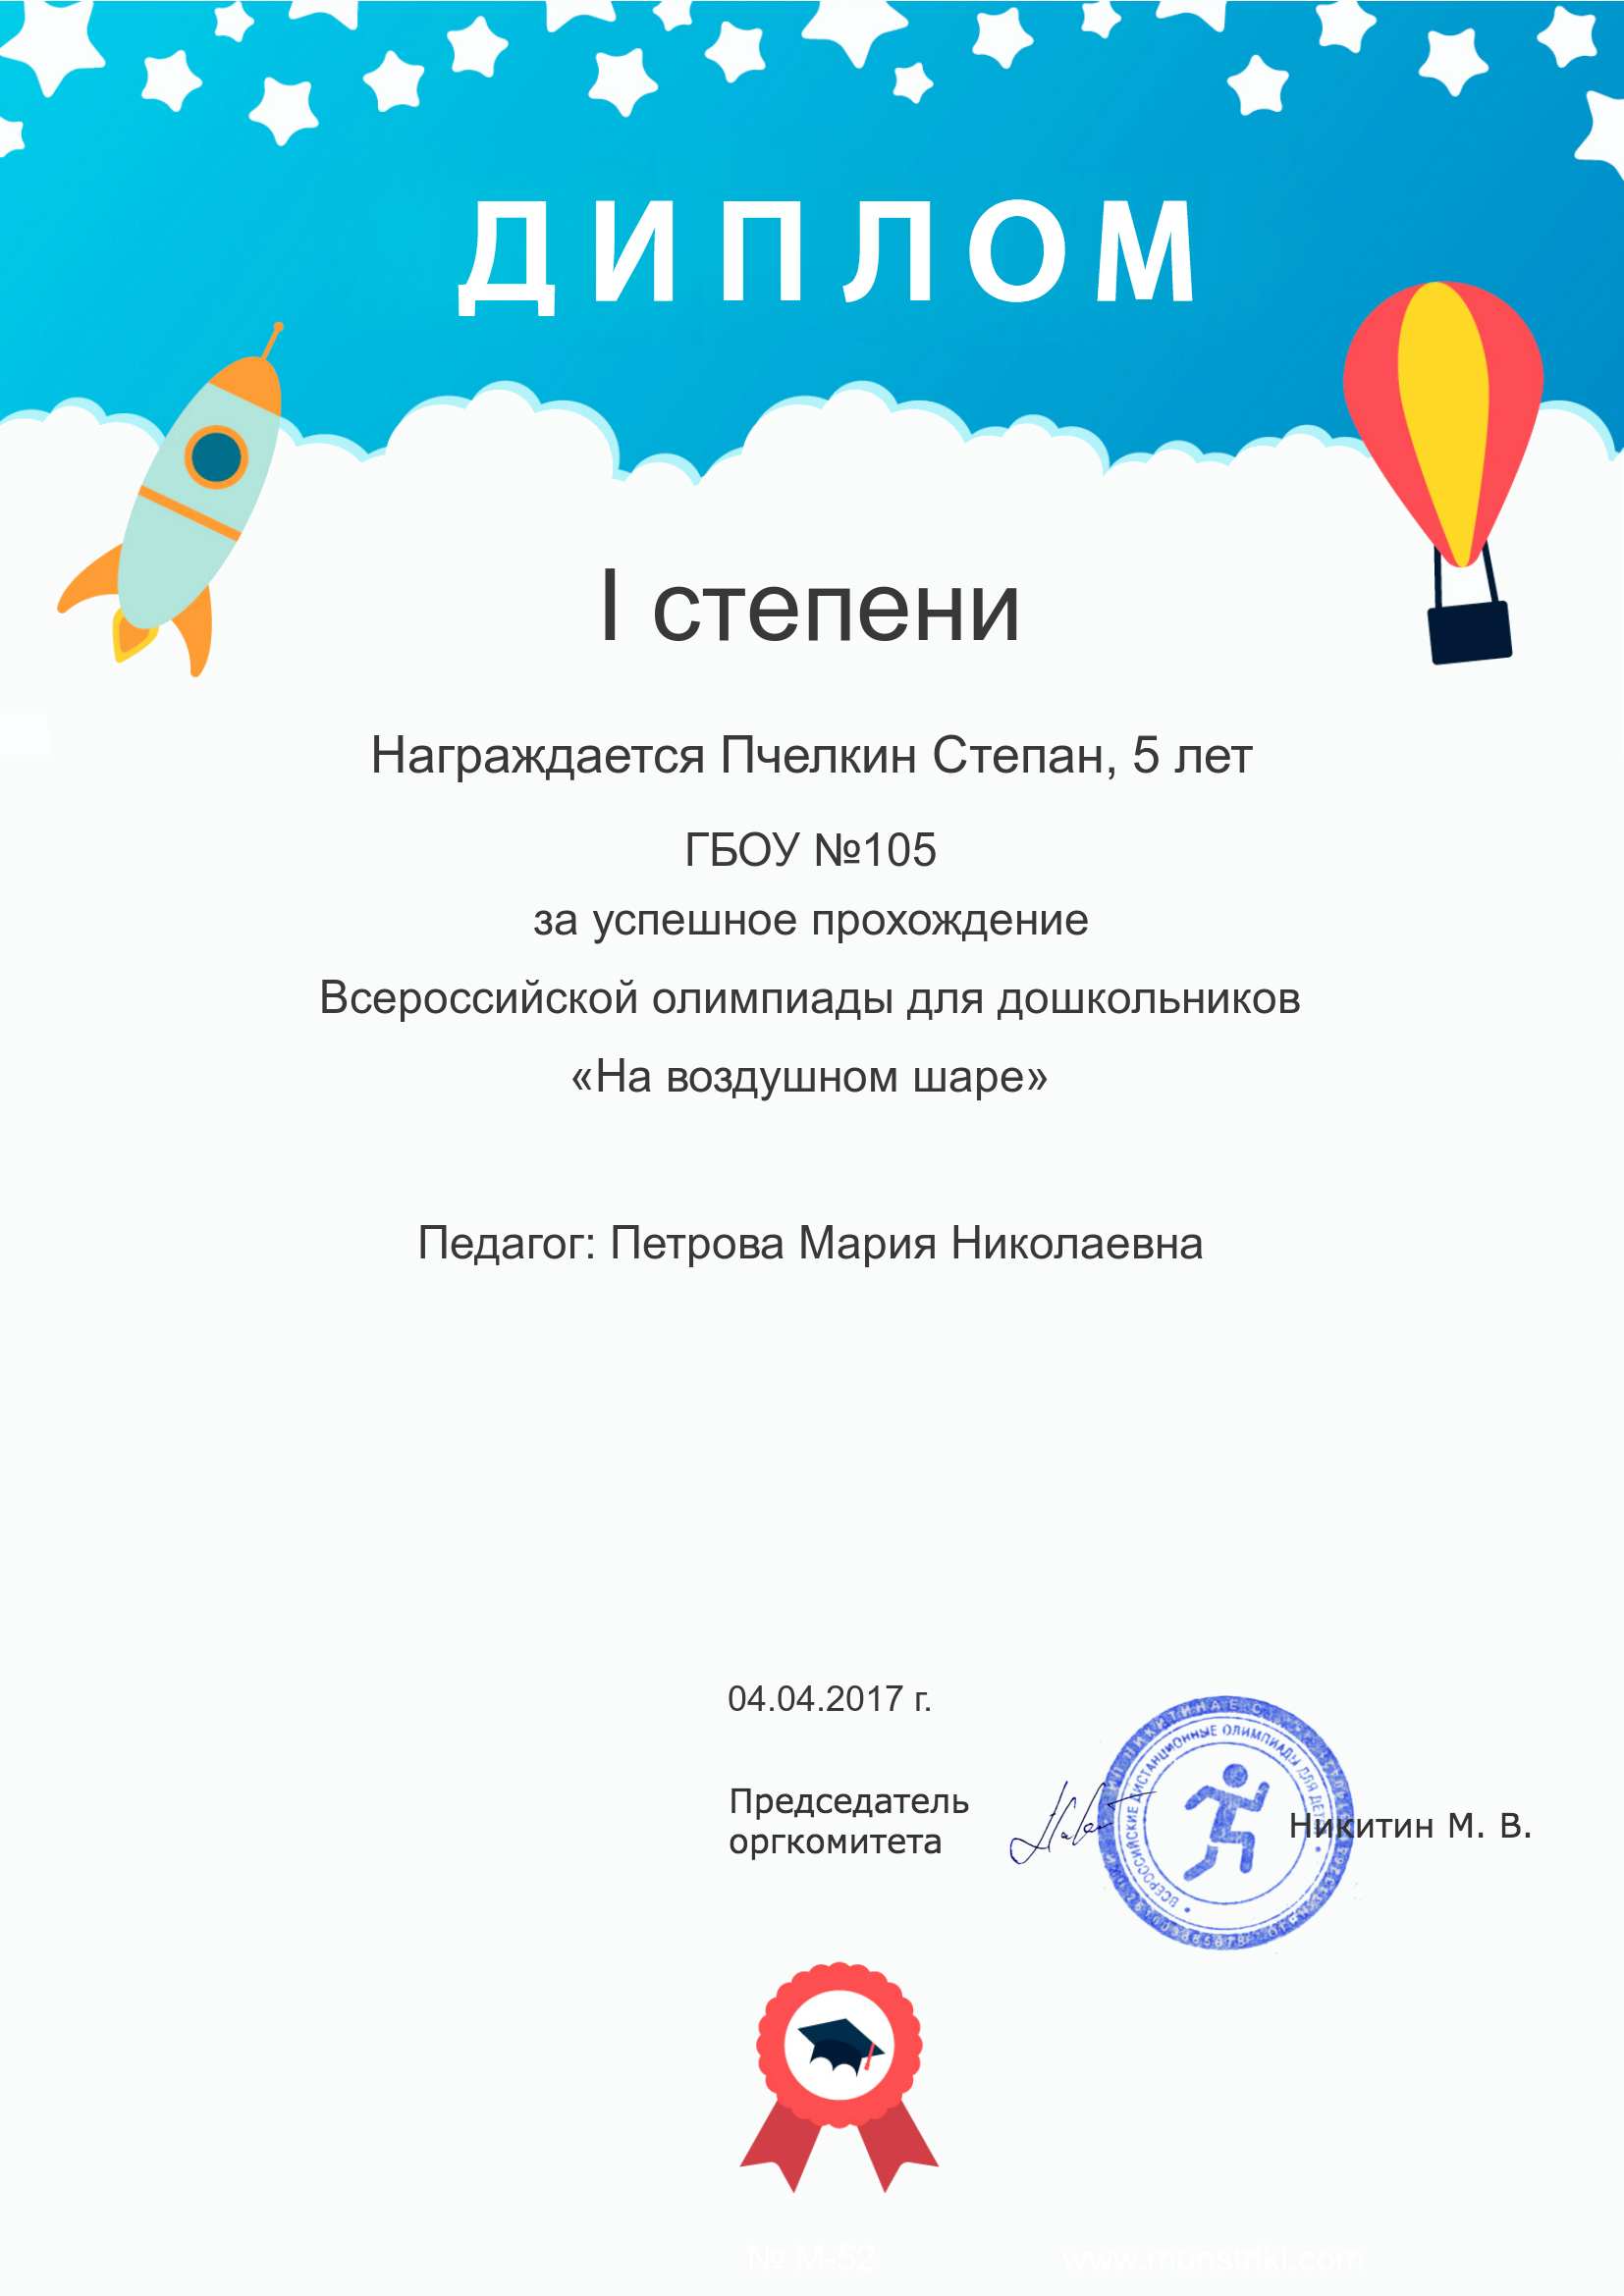 ДИПЛОМ
I степени
Награждается Пчелкин Степан, 5 лет
ГБОУ №105
за успешное прохождение
Всероссийской олимпиады для дошкольников
«На воздушном шаре»
Педагог: Петрова Мария Николаевна
04.04.2017 г.
Председатель
оргкомитета
Никитин М. В.
ВСЕРОССИЙСКИЕ ДИСТАНЦИОННЫЕ ОЛИМПИАДЫ ДЛЯ ДЕТЕЙ
№ М-52
www.monstriki.com